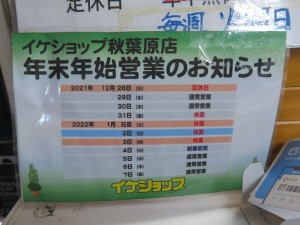 定休日
毎週
イケショップ秋葉原店
年末年始営業のお知らせ
2021年 12月 28日 (火) 定休日
29日 (水) 通常営業
30日 (木) 通常営業
31日 (金) 休業
2022年 1月 元旦 (土) 休業
2日 (日) 休業
3日 (月) 休業
4日 (火) 新春初売
5日 (水) 通常営業
6日 (木) 通常営業
7日 (金) 通常営業
イケショップ